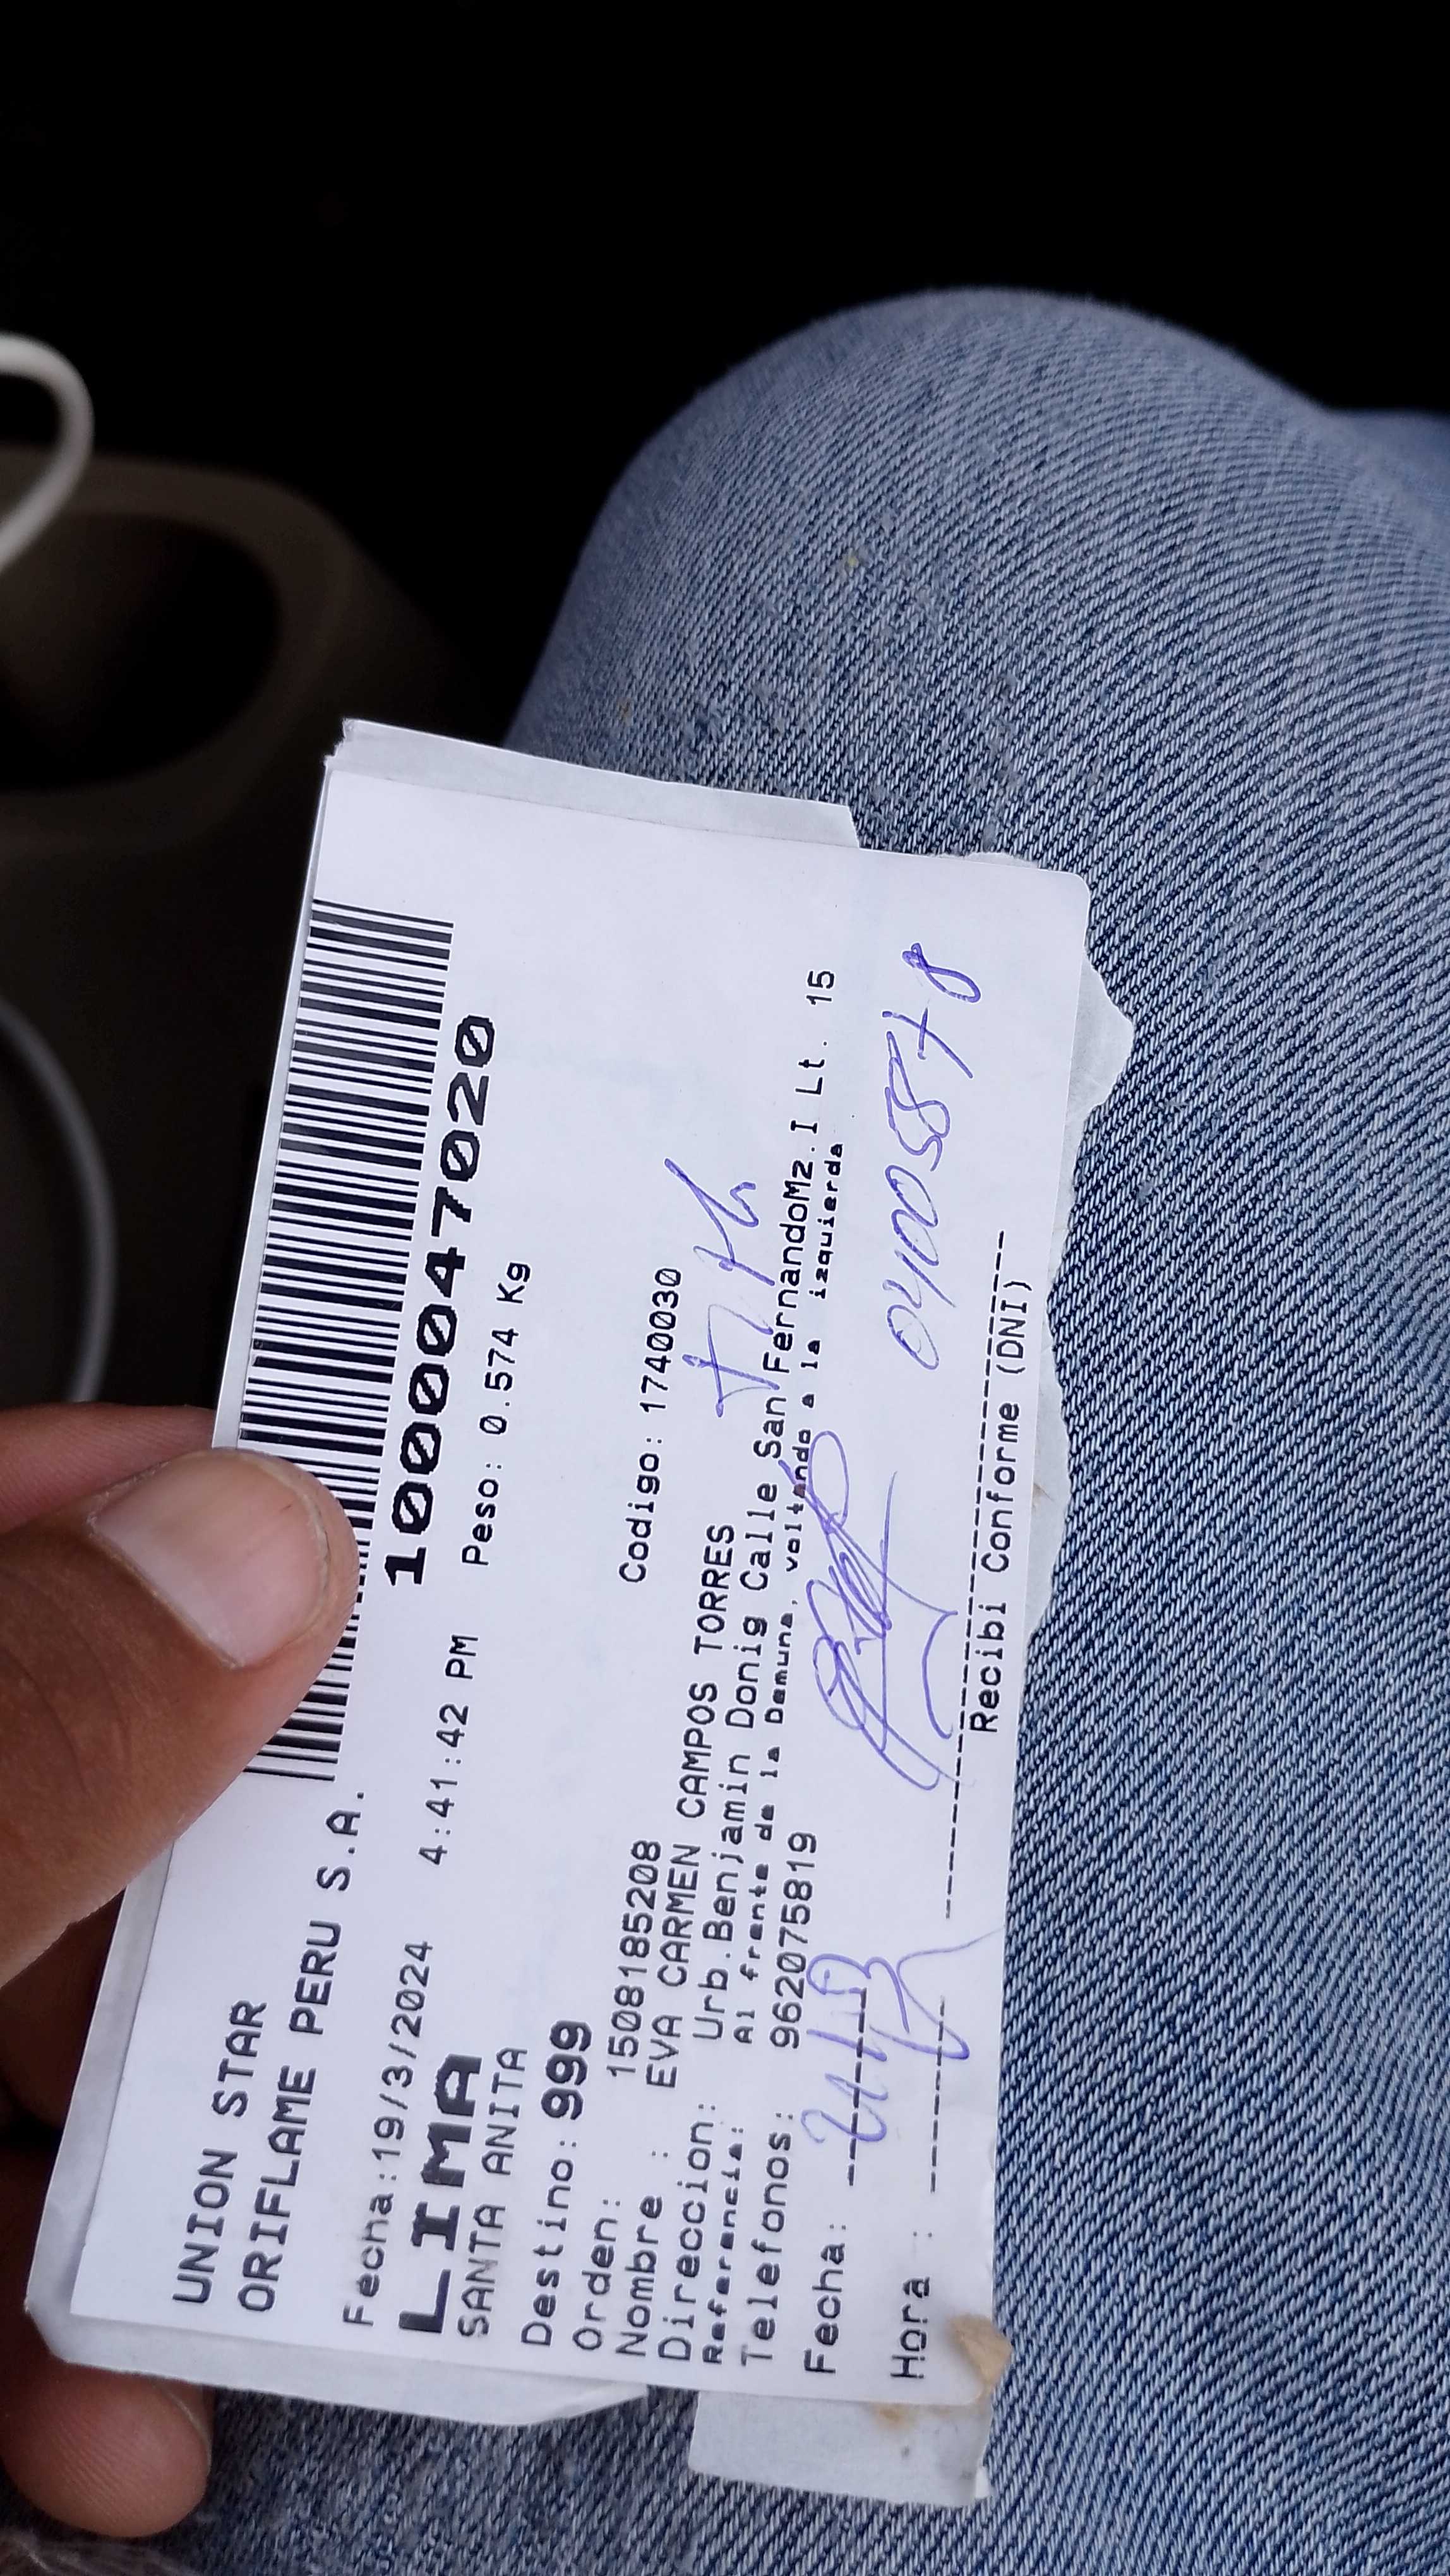 UNION STAR
ORIFLAME PERU S.A.
1000047020
Fecha:19/3/2024 4:41:42 PM Peso: 0.574 Kg
LIMA
SANTA ANITA
Destino: 999
Orden: 1508185208 Codigo: 1740030
Nombre : EVA CARMEN CAMPOS TORRES
Direccion: Urb.Benjamin Donig Calle San FernandoMz.I Lt. 15
Referencia: Al frente de la Demuna, voltando a la izquierda
Telefonos: 962075819
Fecha:
Hora :
Recibi Conforme (DNI)